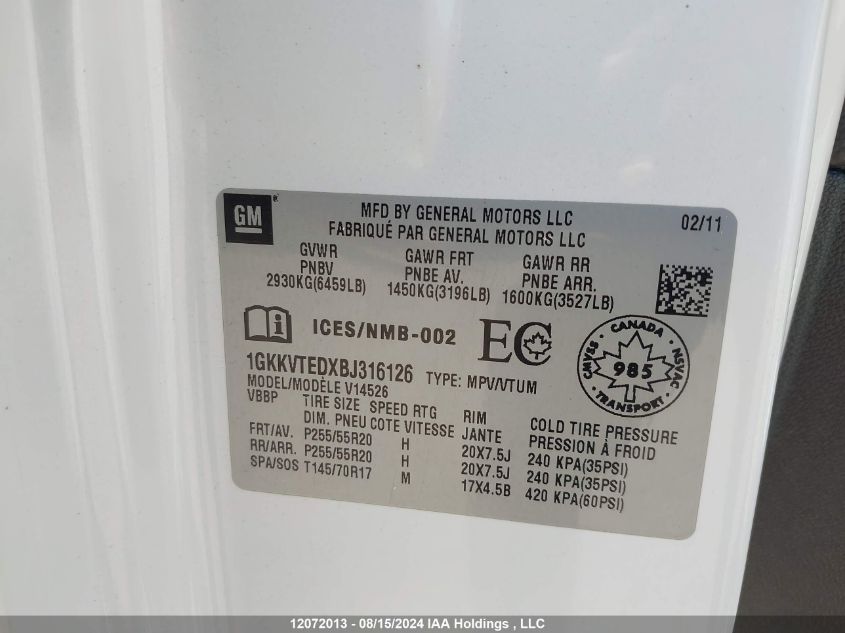 GM®
MFD BY GENERAL MOTORS LLC
FABRIQUÉ PAR GENERAL MOTORS LLC
02/11
GVWR GAWR FRT GAWR RR
PNBV PNBE AV. PNBE ARR.
2930KG(6459LB) 1450KG(3196LB) 1600KG(3527LB)
i ICES/NMB-002 EC
CANADA
CMVSS 985 NSVAC
TRANSPORT
1GKKVTEDXBJ316126 TYPE: MPV/VTUM
MODEL/MODÈLE V14526
VBBP TIRE SIZE SPEED RTG RIM COLD TIRE PRESSURE
DIM. PNEU COTE VITESSE JANTE PRESSION À FROID
FRT/AV. P255/55R20 H 20X7.5J 240 KPA(35PSI)
RR/ARR. P255/55R20 H 20X7.5J 240 KPA(35PSI)
SPA/SOS T145/70R17 M 17X4.5B 420 KPA(60PSI)
12072013 - 08/15/2024 IAA Holdings , LLC